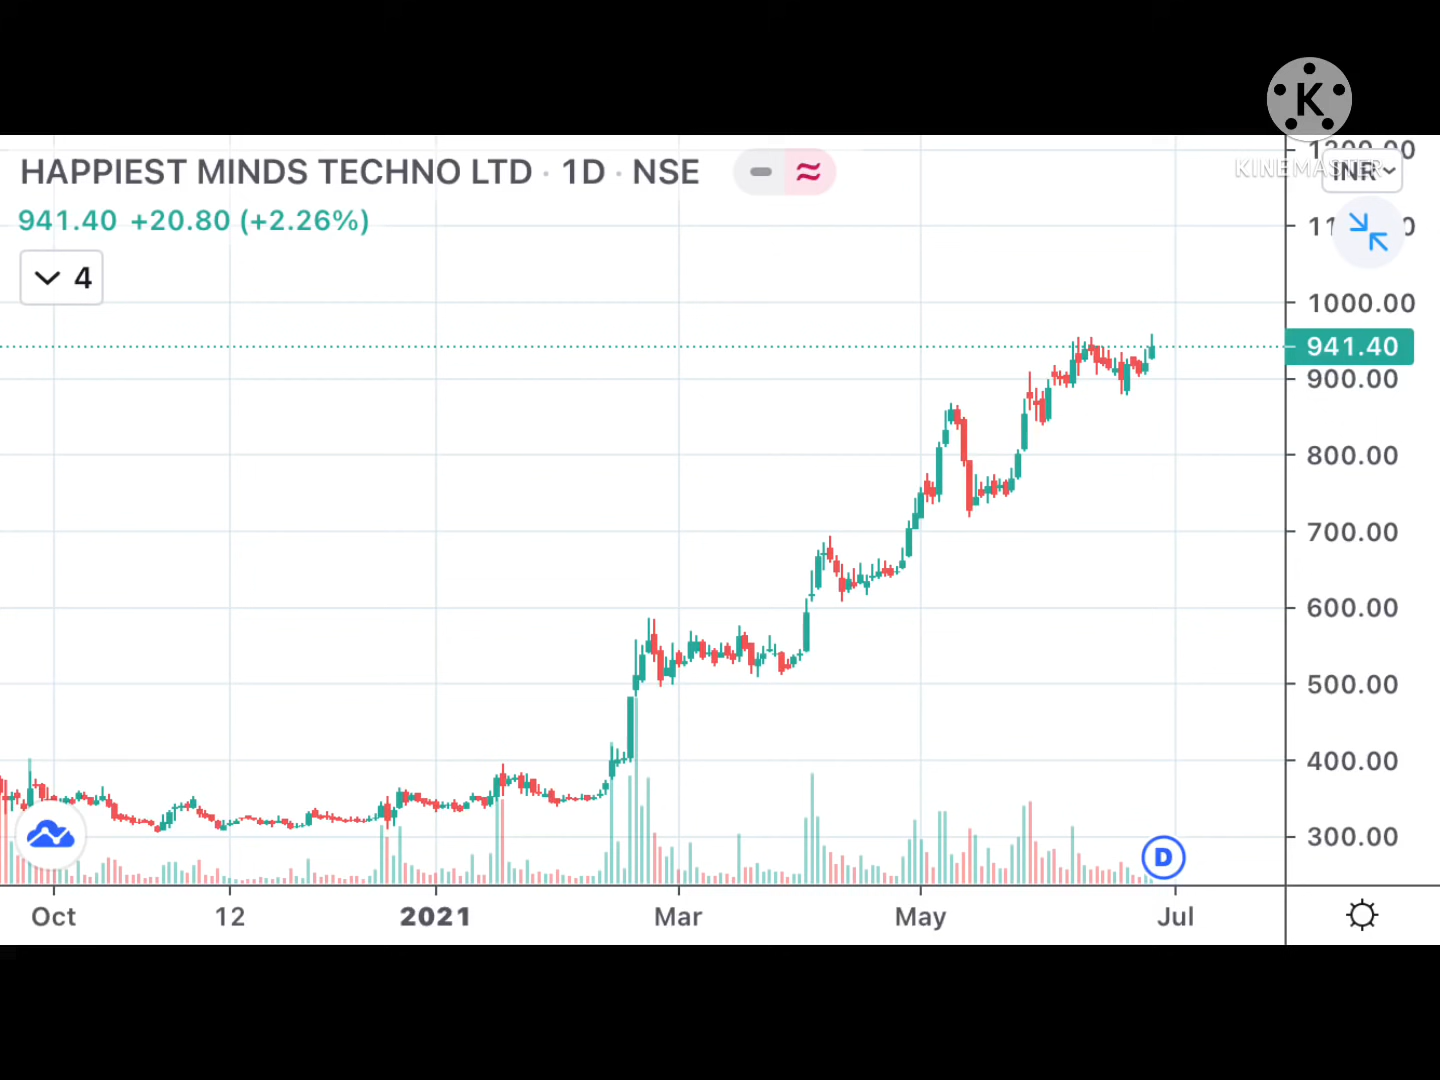 K
KINEMASTER
HAPPIEST MINDS TECHNO LTD · 1D · NSE
INR
941.40 +20.80 (+2.26%)
4
1000.00
941.40
900.00
800.00
700.00
600.00
500.00
400.00
300.00
D
Oct 12 2021 Mar May Jul